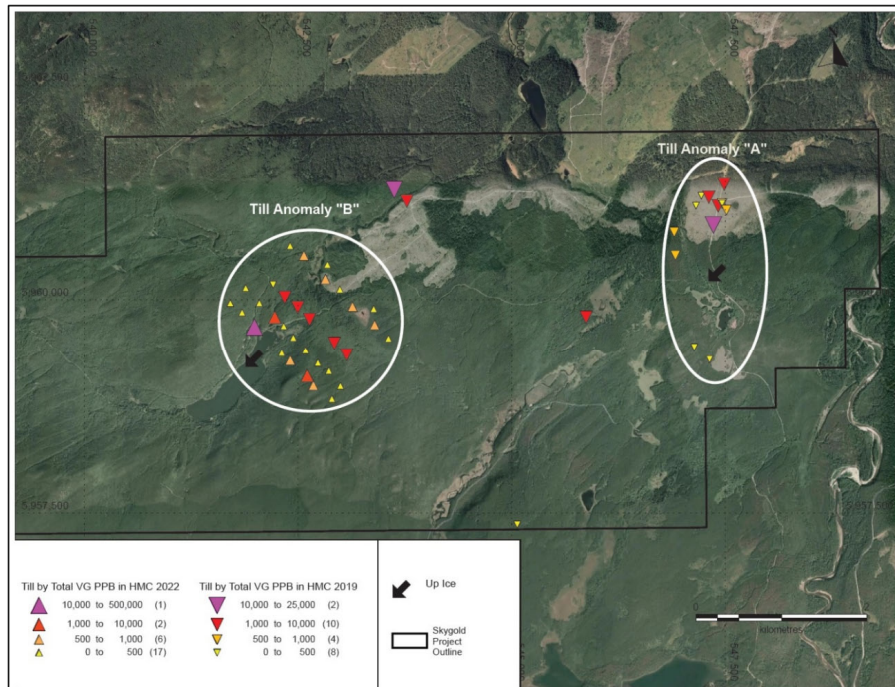 Till Anomaly "A"
Till Anomaly "B"
5,957,500
5,957,500
Till by Total VG PPB in HMC 2022
10,000 to 500,000 (1)
1,000 to 10,000 (2)
500 to 1,000 (6)
0 to 500 (17)
Till by Total VG PPB in HMC 2019
10,000 to 25,000 (2)
1,000 to 10,000 (10)
500 to 1,000 (4)
0 to 500 (8)
Up Ice
Skygold
Project
Outline
kilometres